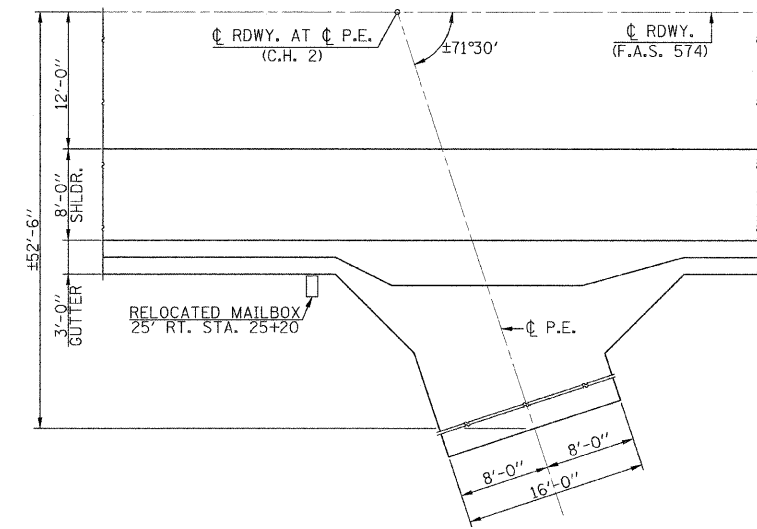 ℄ RDWY. AT ℄ P.E.
(C.H. 2)
±71°30'
℄ RDWY.
(F.A.S. 574)
12'-0"
8'-0"
SHLDR.
±52'-6"
3'-0"
GUTTER
RELOCATED MAILBOX
25' RT. STA. 25+20
℄ P.E.
8'-0"
8'-0"
16'-0"